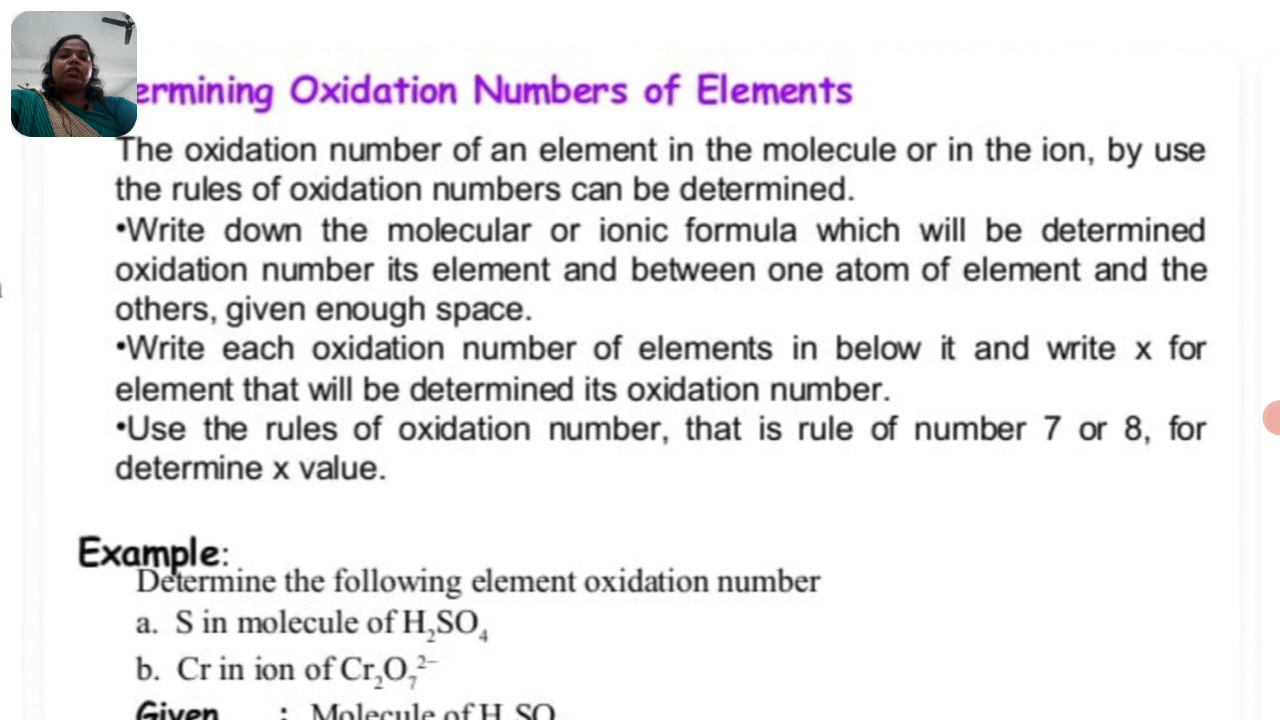 ermining Oxidation Numbers of Elements
The oxidation number of an element in the molecule or in the ion, by use
the rules of oxidation numbers can be determined.
•Write down the molecular or ionic formula which will be determined
oxidation number its element and between one atom of element and the
others, given enough space.
•Write each oxidation number of elements in below it and write x for
element that will be determined its oxidation number.
•Use the rules of oxidation number, that is rule of number 7 or 8, for
determine x value.
Example:
Determine the following element oxidation number
a. S in molecule of H₂SO₄
b. Cr in ion of Cr₂O₇²⁻
Given : Molecule of H SO